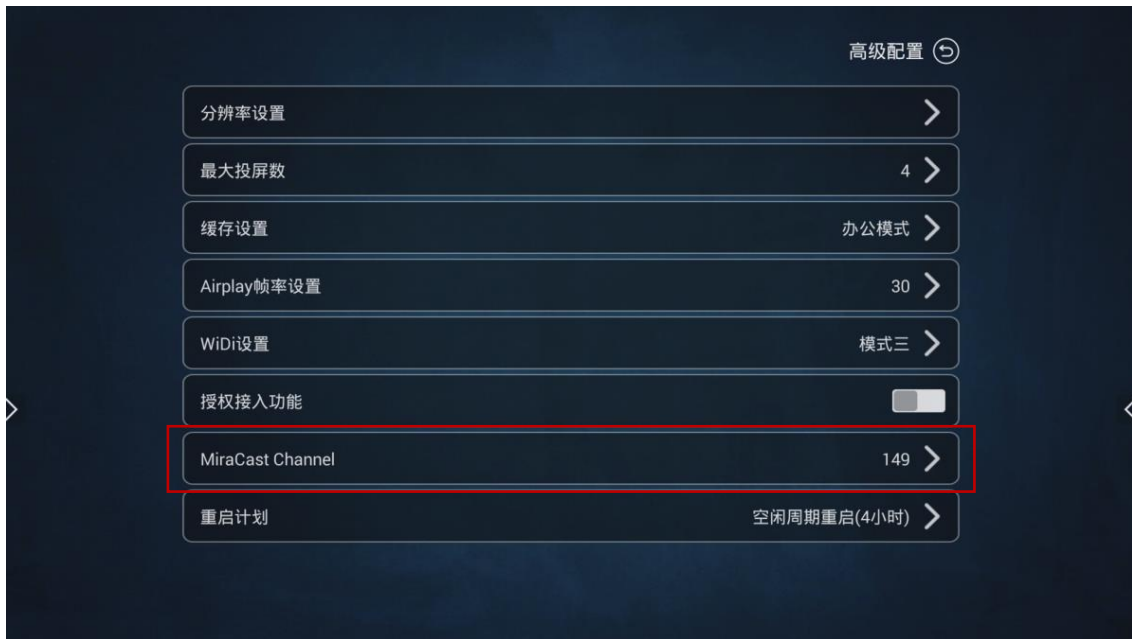 高级配置
分辨率设置
最大投屏数 4
缓存设置 办公模式
Airplay帧率设置 30
WiDi设置 模式三
授权接入功能
MiraCast Channel 149
重启计划 空闲周期重启(4小时)